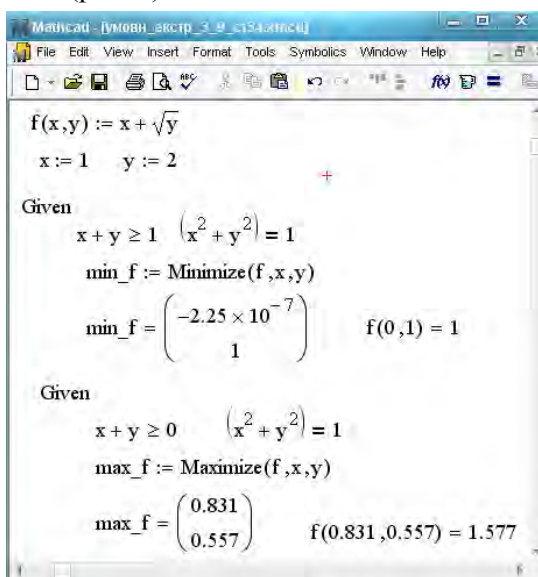 Mathcad - [умовн_екстр_3_9_ст54.xmcd]
File Edit View Insert Format Tools Symbolics Window Help
f(x,y) := x + √y
x := 1 y := 2
Given
x + y ≥ 1 (x² + y²) = 1
min_f := Minimize(f,x,y)
min_f = (−2.25 × 10⁻⁷
1) f(0,1) = 1
Given
x + y ≥ 0 (x² + y²) = 1
max_f := Maximize(f,x,y)
max_f = (0.831
0.557) f(0.831,0.557) = 1.577